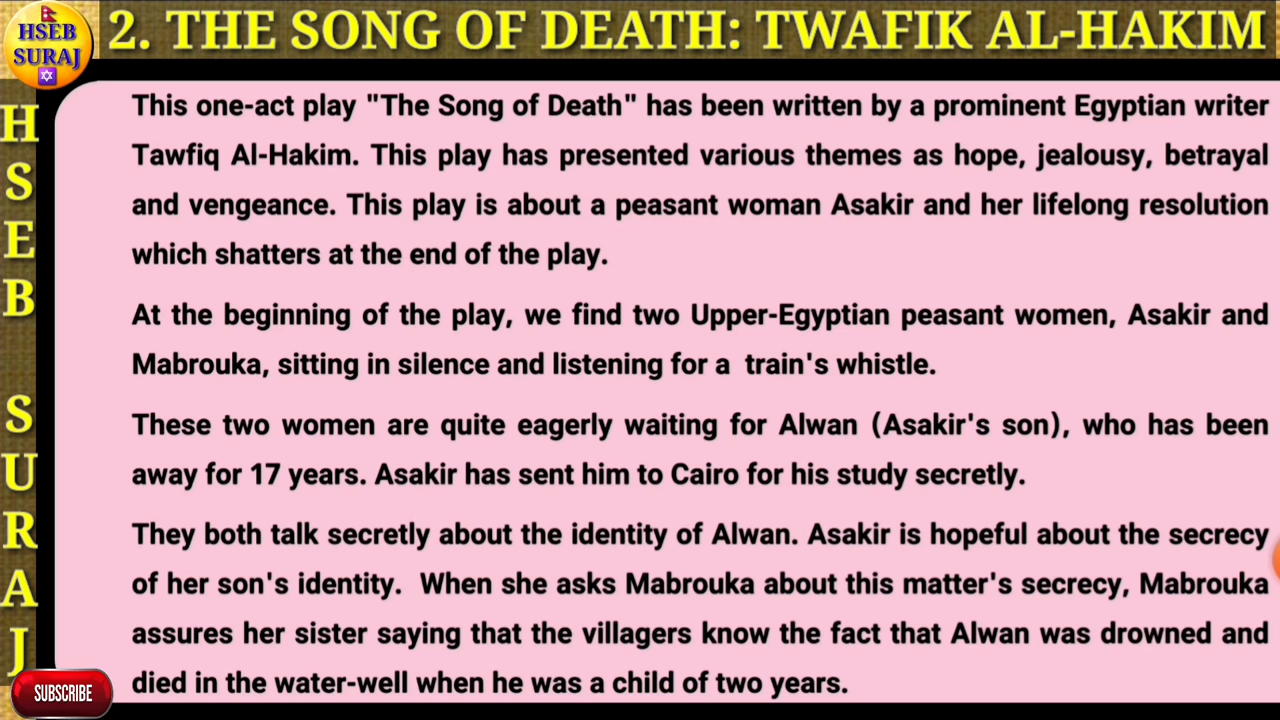 HSEB
SURAJ
2. THE SONG OF DEATH: TWAFIK AL-HAKIM
This one-act play "The Song of Death" has been written by a prominent Egyptian writer
Tawfiq Al-Hakim. This play has presented various themes as hope, jealousy, betrayal
and vengeance. This play is about a peasant woman Asakir and her lifelong resolution
which shatters at the end of the play.
At the beginning of the play, we find two Upper-Egyptian peasant women, Asakir and
Mabrouka, sitting in silence and listening for a train's whistle.
These two women are quite eagerly waiting for Alwan (Asakir's son), who has been
away for 17 years. Asakir has sent him to Cairo for his study secretly.
They both talk secretly about the identity of Alwan. Asakir is hopeful about the secrecy
of her son's identity. When she asks Mabrouka about this matter's secrecy, Mabrouka
assures her sister saying that the villagers know the fact that Alwan was drowned and
died in the water-well when he was a child of two years.
H
S
E
B
S
U
R
A
J
SUBSCRIBE